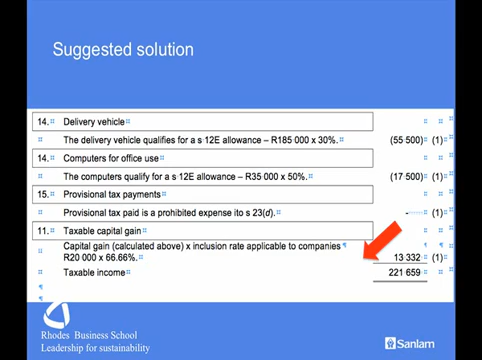 Suggested solution
14. Delivery vehicle
The delivery vehicle qualifies for a s 12E allowance – R185 000 x 30%. (55 500) (1)
14. Computers for office use
The computers qualify for a s 12E allowance – R35 000 x 50%. (17 500) (1)
15. Provisional tax payments
Provisional tax paid is a prohibited expense ito s 23(d). (1)
11. Taxable capital gain
Capital gain (calculated above) x inclusion rate applicable to companies
R20 000 x 66.66%. 13 332 (1)
Taxable income 221 659
Rhodes Business School
Leadership for sustainability
Sanlam